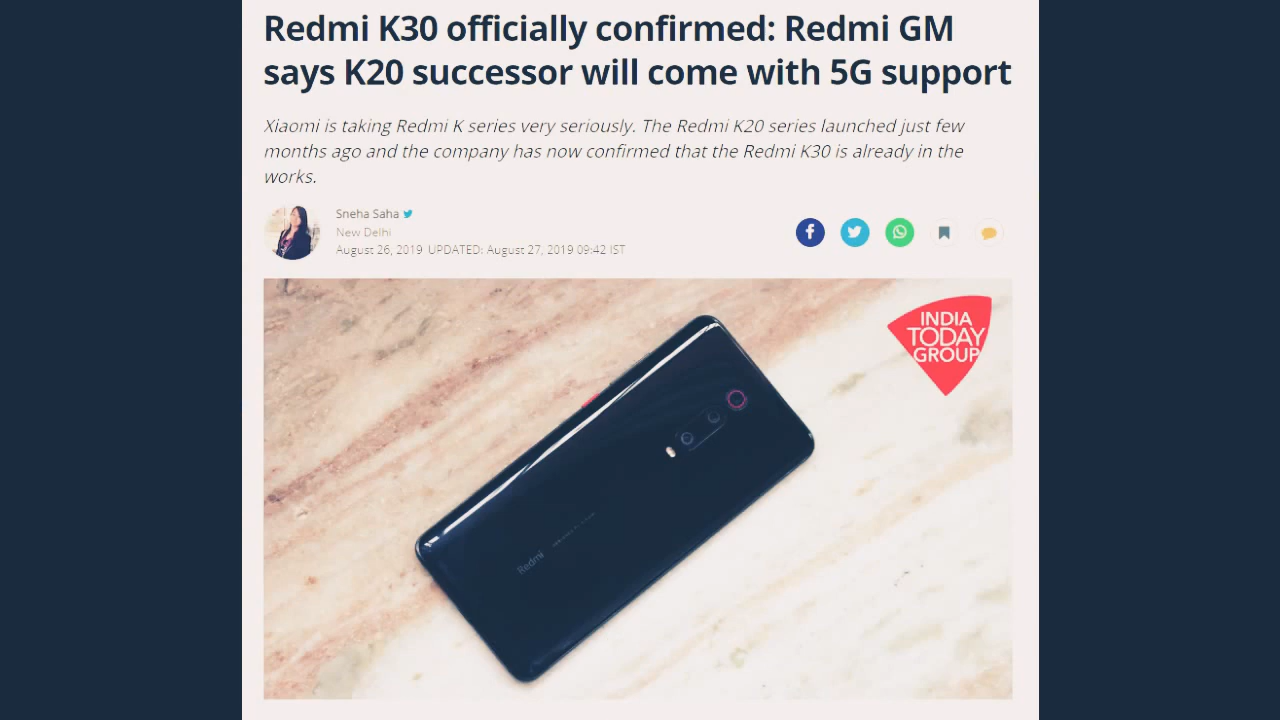 Redmi K30 officially confirmed: Redmi GM
says K20 successor will come with 5G support
Xiaomi is taking Redmi K series very seriously. The Redmi K20 series launched just few
months ago and the company has now confirmed that the Redmi K30 is already in the
works.
Sneha Saha
New Delhi
August 26, 2019 UPDATED: August 27, 2019 09:42 IST
INDIA
TODAY
GROUP
Redmi